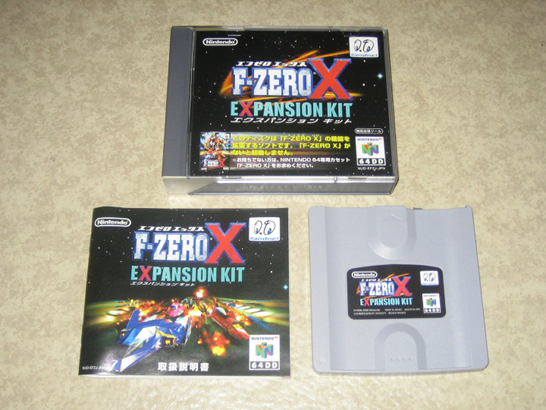 Nintendo
Randnet
エフゼロ エックス
F-ZERO X
EXPANSION KIT
エクスパンション キット
このディスクは「F-ZERO X」の機能を
拡張するソフトです。「F-ZERO X」が
ないと起動しません。
※お持ちでない方は、NINTENDO 64専用カセット
「F-ZERO X」をお求めください。
NINTENDO
64DD
Nintendo
Randnet
エフゼロ エックス
F-ZERO X
EXPANSION KIT
エクスパンション キット
NINTENDO
64DD
取扱説明書
Nintendo
F-ZERO X
EXPANSION KIT
NINTENDO
64DD